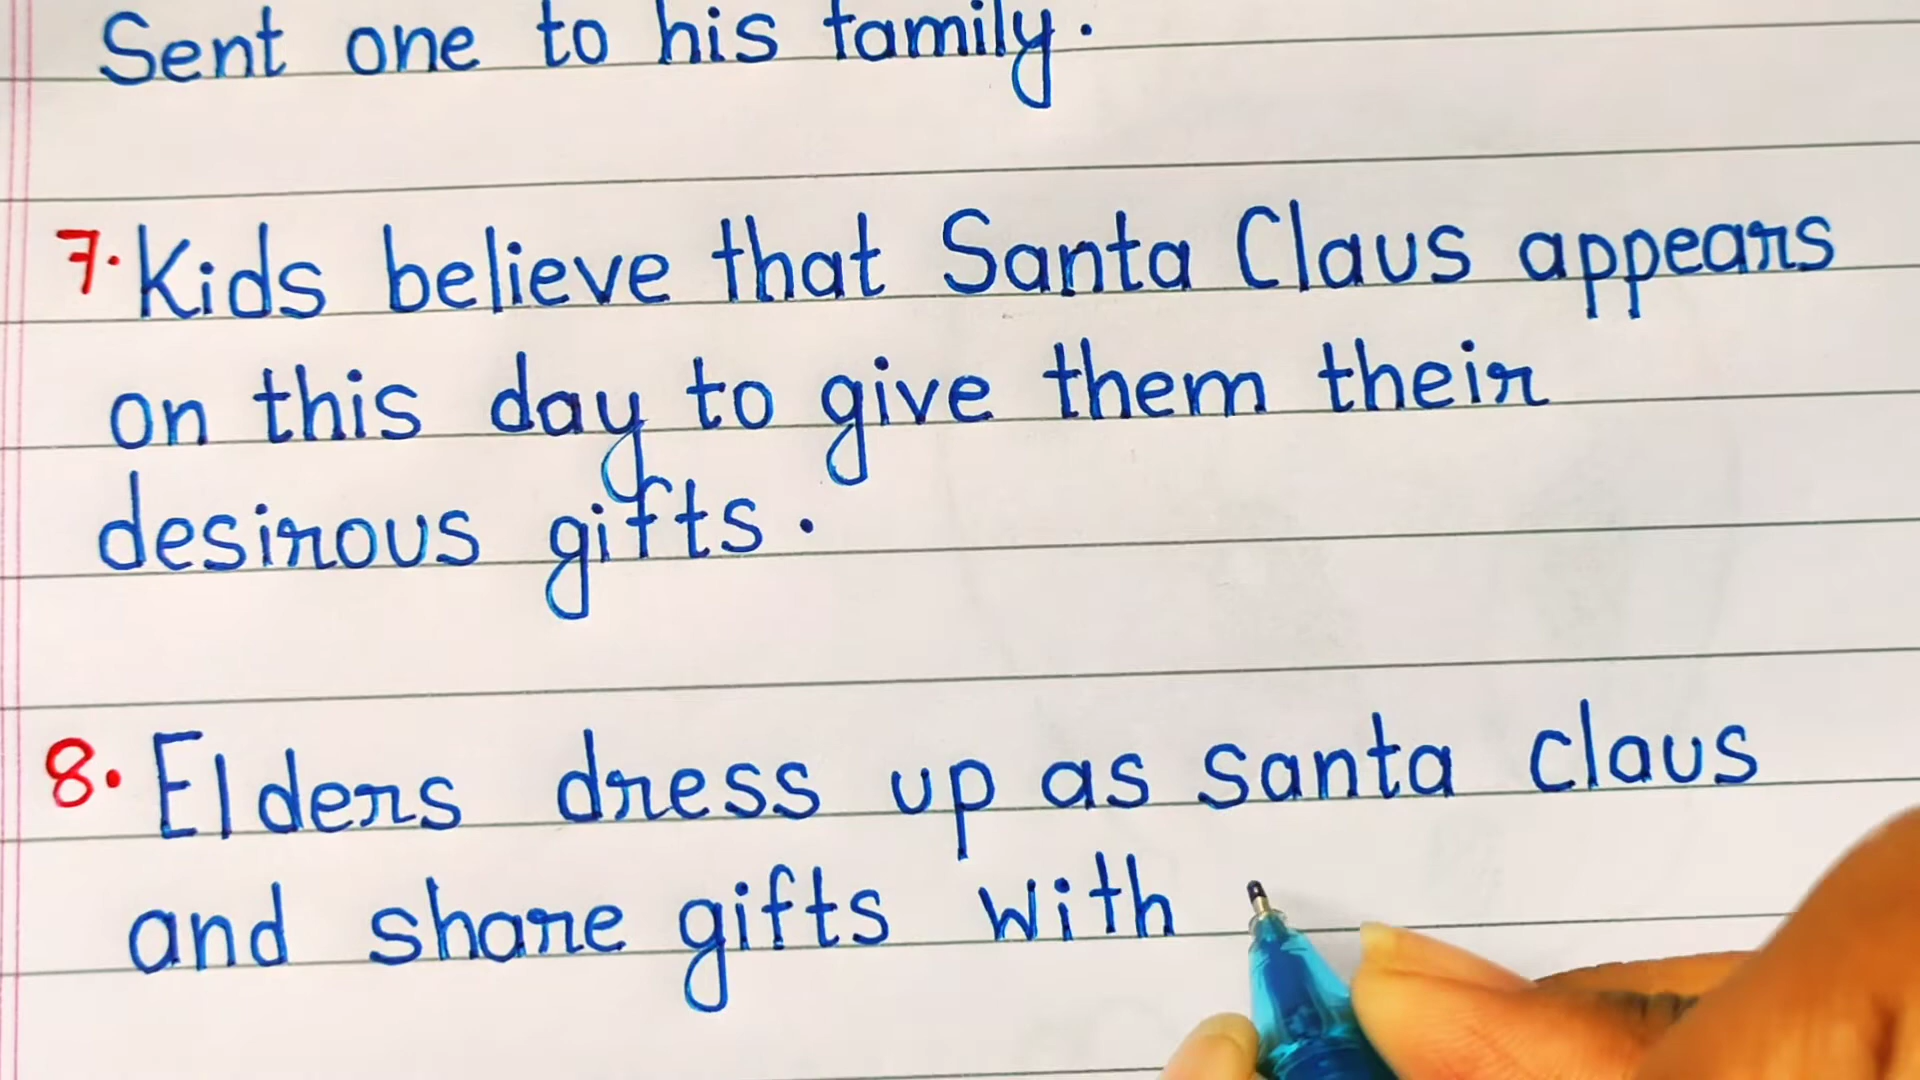 Sent one to his family.
7. Kids believe that Santa Claus appears
on this day to give them their
desirous gifts.
8. Elders dress up as santa claus
and share gifts with